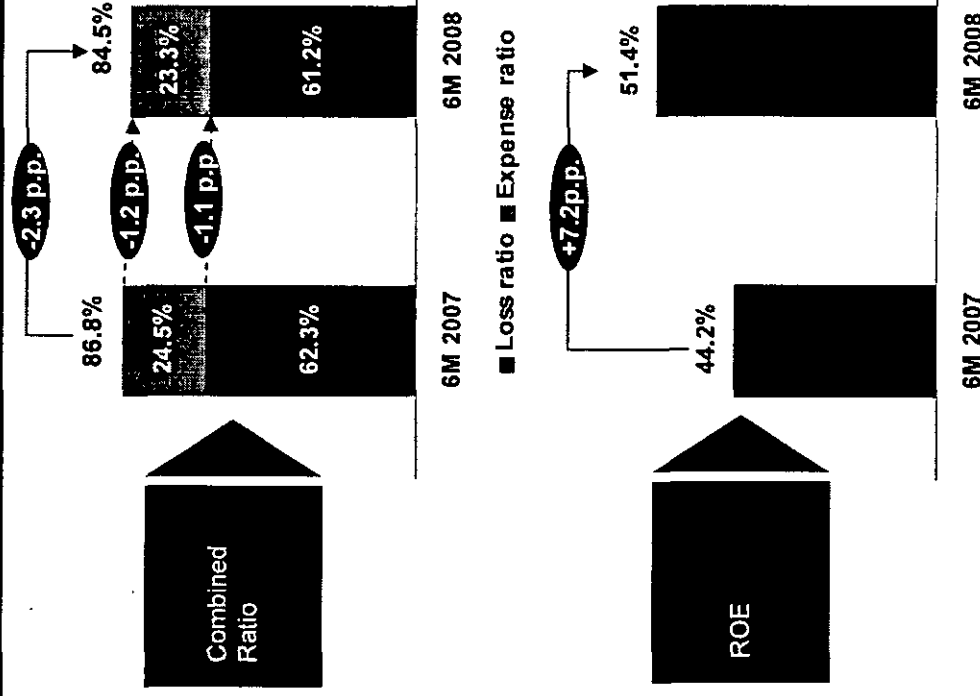 Combined
Ratio
86.8%
-2.3 p.p.
84.5%
24.5%
-1.2 p.p.
23.3%
62.3%
-1.1 p.p.
61.2%
6M 2007
6M 2008
■ Loss ratio ■ Expense ratio
ROE
44.2%
+7.2p.p.
51.4%
6M 2007
6M 2008